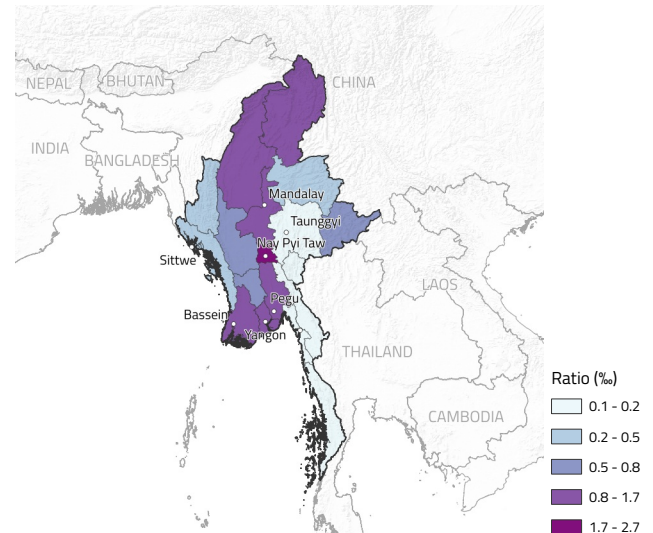 CHINA
NEPAL
BHUTAN
INDIA
BANGLADESH
Mandalay
Taunggyi
Nay Pyi Taw
Sittwe
LAOS
Pegu
Bassein
Yangon
THAILAND
CAMBODIA
Ratio (‰)
0.1 - 0.2
0.2 - 0.5
0.5 - 0.8
0.8 - 1.7
1.7 - 2.7